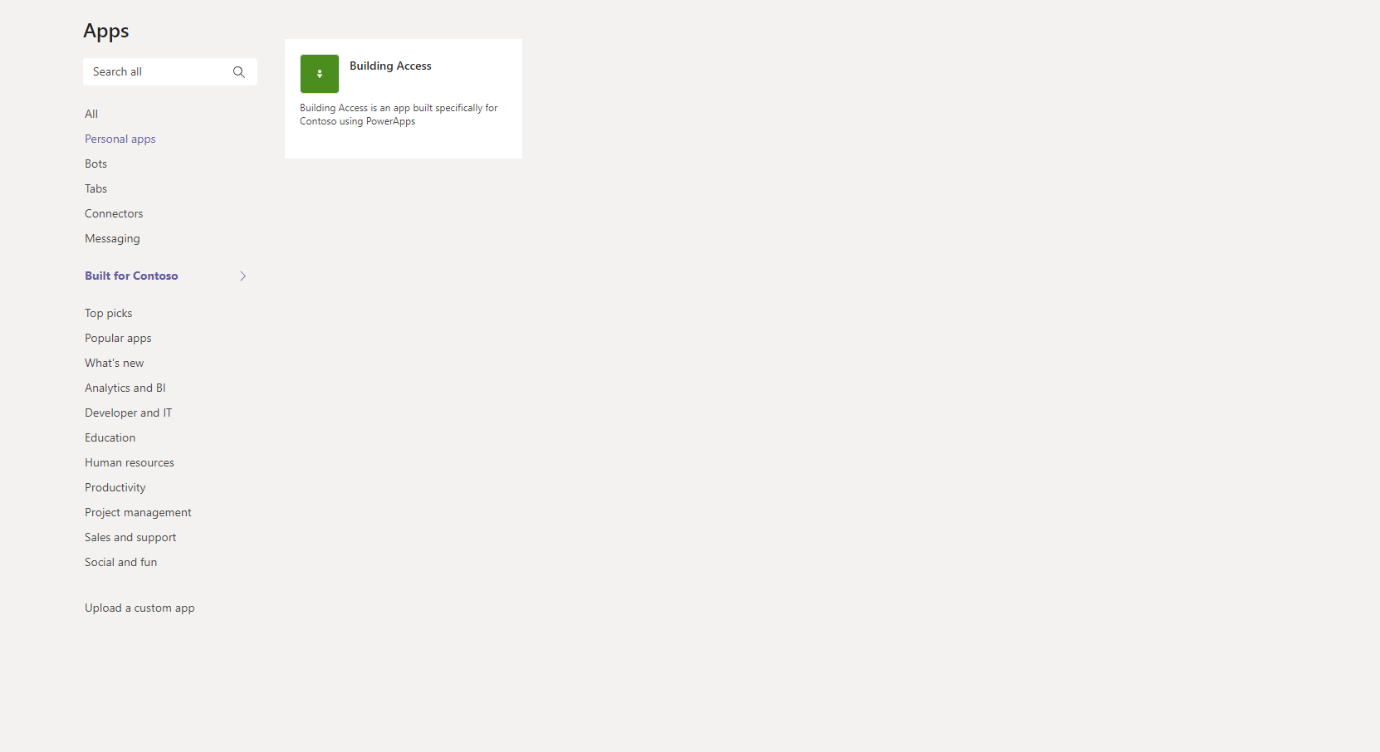 Apps
Search all
All
Personal apps
Bots
Tabs
Connectors
Messaging
Built for Contoso
Top picks
Popular apps
What's new
Analytics and BI
Developer and IT
Education
Human resources
Productivity
Project management
Sales and support
Social and fun
Upload a custom app
Building Access
Building Access is an app built specifically for
Contoso using PowerApps